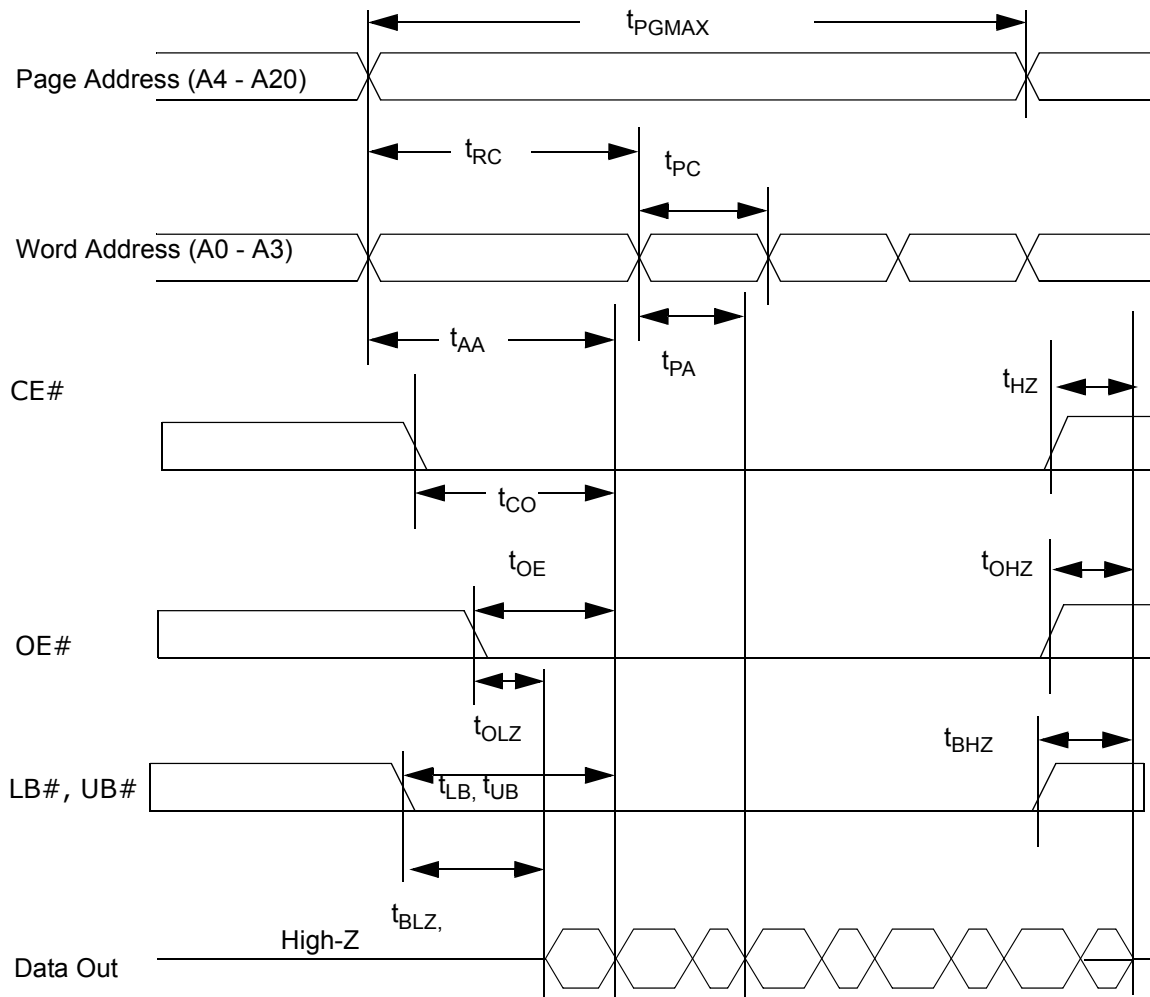 tPGMAX
Page Address (A4 - A20)
tRC
tPC
Word Address (A0 - A3)
tAA
tPA
tHZ
CE#
tCO
tOE
tOHZ
OE#
tOLZ
tBHZ
LB#, UB#
tLB, tUB
tBLZ,
High-Z
Data Out